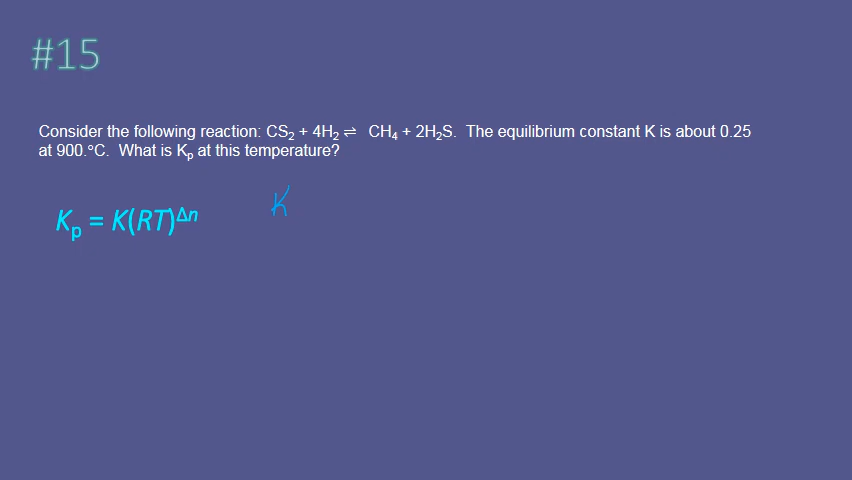 #15
Consider the following reaction: CS₂ + 4H₂ ⇌ CH₄ + 2H₂S. The equilibrium constant K is about 0.25
at 900.°C. What is Kₚ at this temperature?
K
Kₚ = K(RT)^Δn